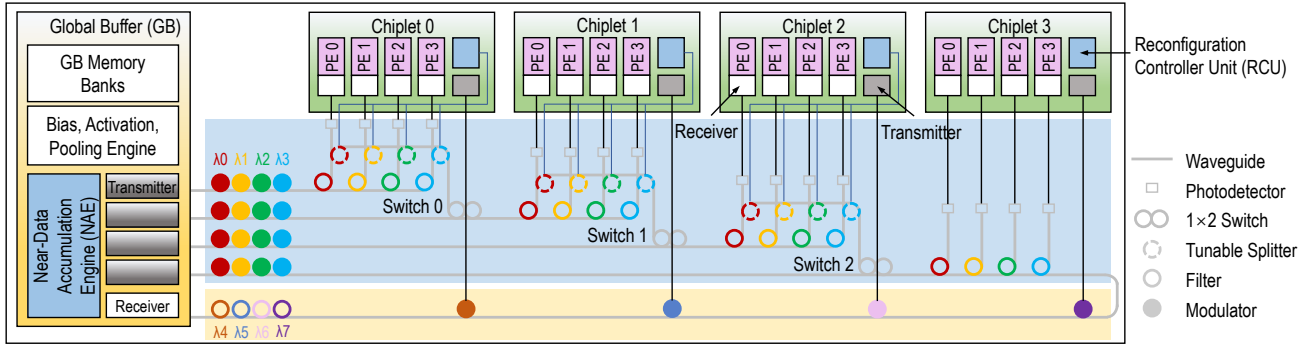 Global Buffer (GB)
GB Memory
Banks
Bias, Activation,
Pooling Engine
Near-Data
Accumulation
Engine (NAE)
Transmitter
Receiver
Chiplet 0
PE 0
PE 1
PE 2
PE 3
Chiplet 1
PE 0
PE 1
PE 2
PE 3
Chiplet 2
PE 0
PE 1
PE 2
PE 3
Chiplet 3
PE 0
PE 1
PE 2
PE 3
Reconfiguration
Controller Unit (RCU)
Receiver
Transmitter
λ0 λ1 λ2 λ3
Switch 0
Switch 1
Switch 2
λ4 λ5 λ6 λ7
Waveguide
Photodetector
1×2 Switch
Tunable Splitter
Filter
Modulator